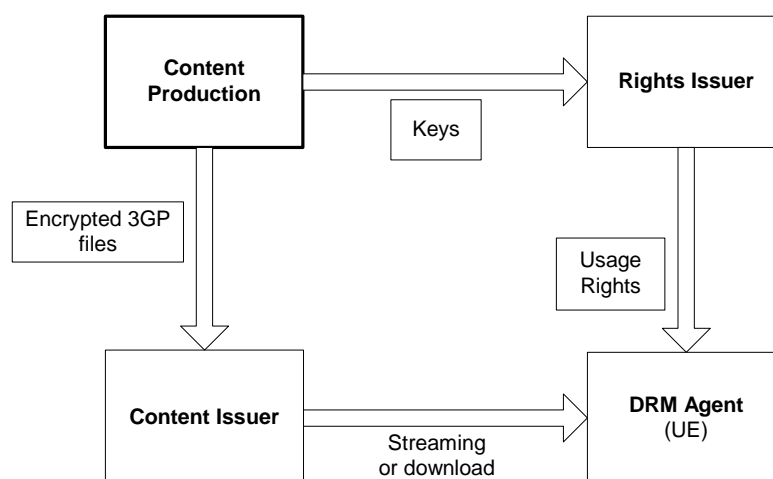 Content
Production
Rights Issuer
Keys
Encrypted 3GP
files
Usage
Rights
Content Issuer
DRM Agent
(UE)
Streaming
or download